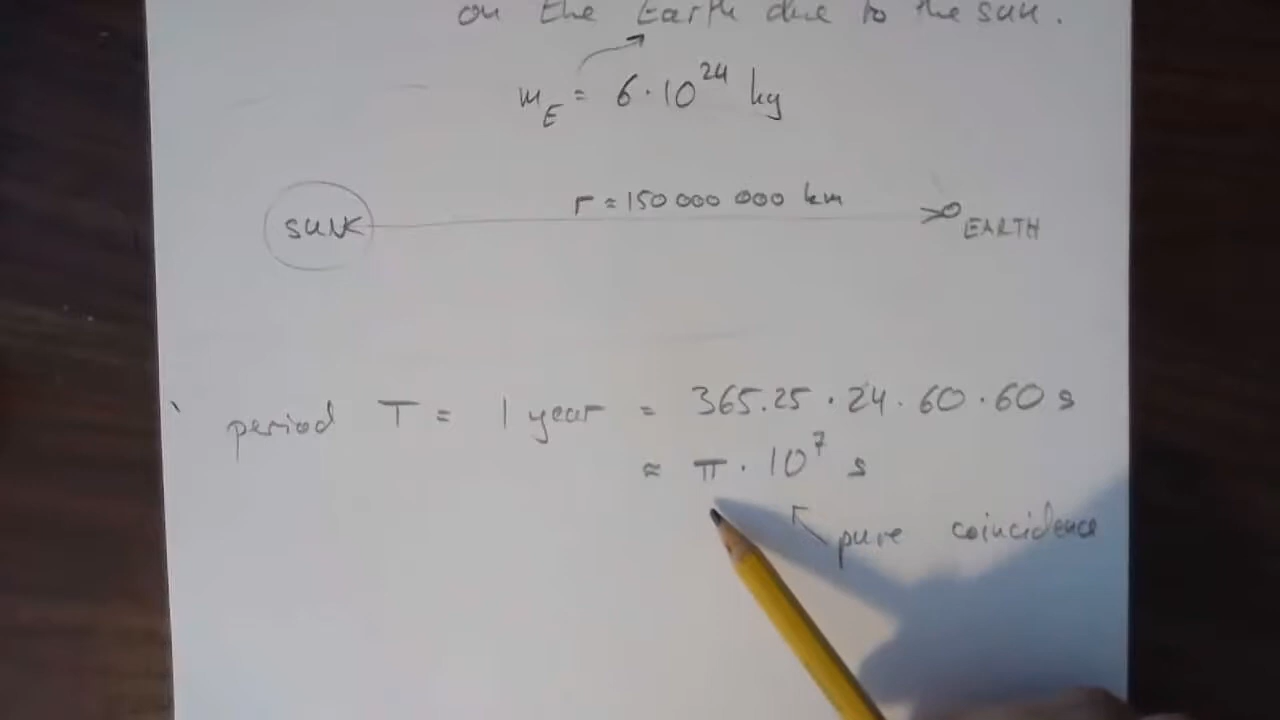 on the Earth due to the sun.
m_E = 6·10^24 kg
r = 150 000 000 km
SUN
EARTH
period T = 1 year = 365.25 · 24 · 60 · 60 s
≈ π · 10^7 s
pure coincidence